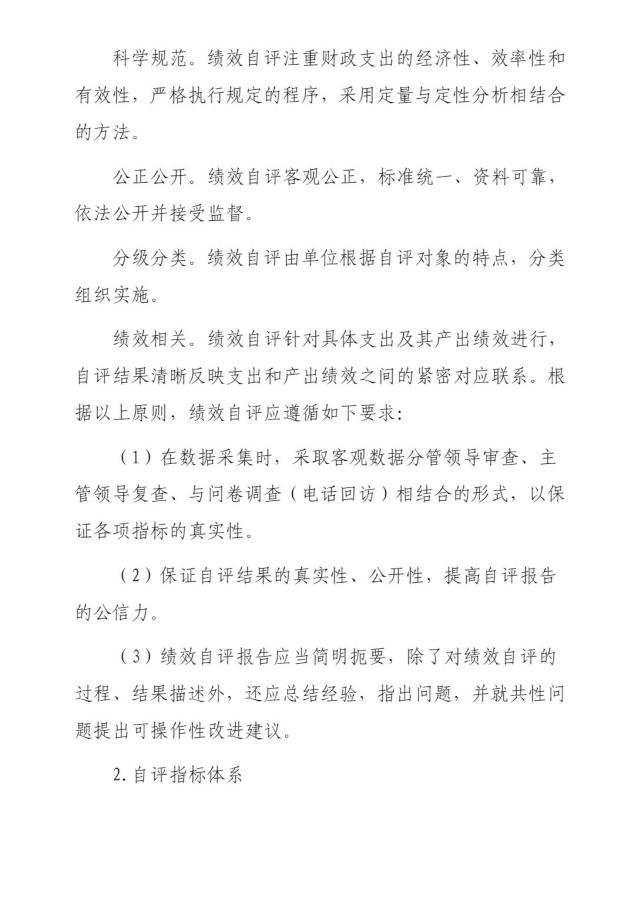 科学规范。绩效自评注重财政支出的经济性、效率性和
有效性，严格执行规定的程序，采用定量与定性分析相结合
的方法。
公正公开。绩效自评客观公正，标准统一、资料可靠，
依法公开并接受监督。
分级分类。绩效自评由单位根据自评对象的特点，分类
组织实施。
绩效相关。绩效自评针对具体支出及其产出绩效进行，
自评结果清晰反映支出和产出绩效之间的紧密对应联系。根
据以上原则，绩效自评应遵循如下要求：
（1）在数据采集时，采取客观数据分管领导审查、主
管领导复查、与问卷调查（电话回访）相结合的形式，以保
证各项指标的真实性。
（2）保证自评结果的真实性、公开性，提高自评报告
的公信力。
（3）绩效自评报告应当简明扼要，除了对绩效自评的
过程、结果描述外，还应总结经验，指出问题，并就共性问
题提出可操作性改进建议。
2.自评指标体系